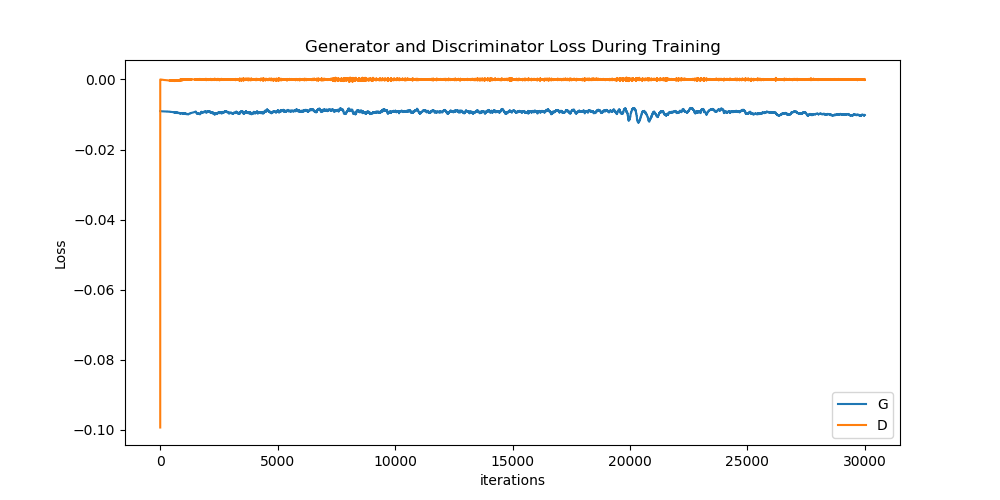 Generator and Discriminator Loss During Training
0.00
−0.02
−0.04
−0.06
−0.08
−0.10
Loss
0
5000
10000
15000
20000
25000
30000
iterations
G
D